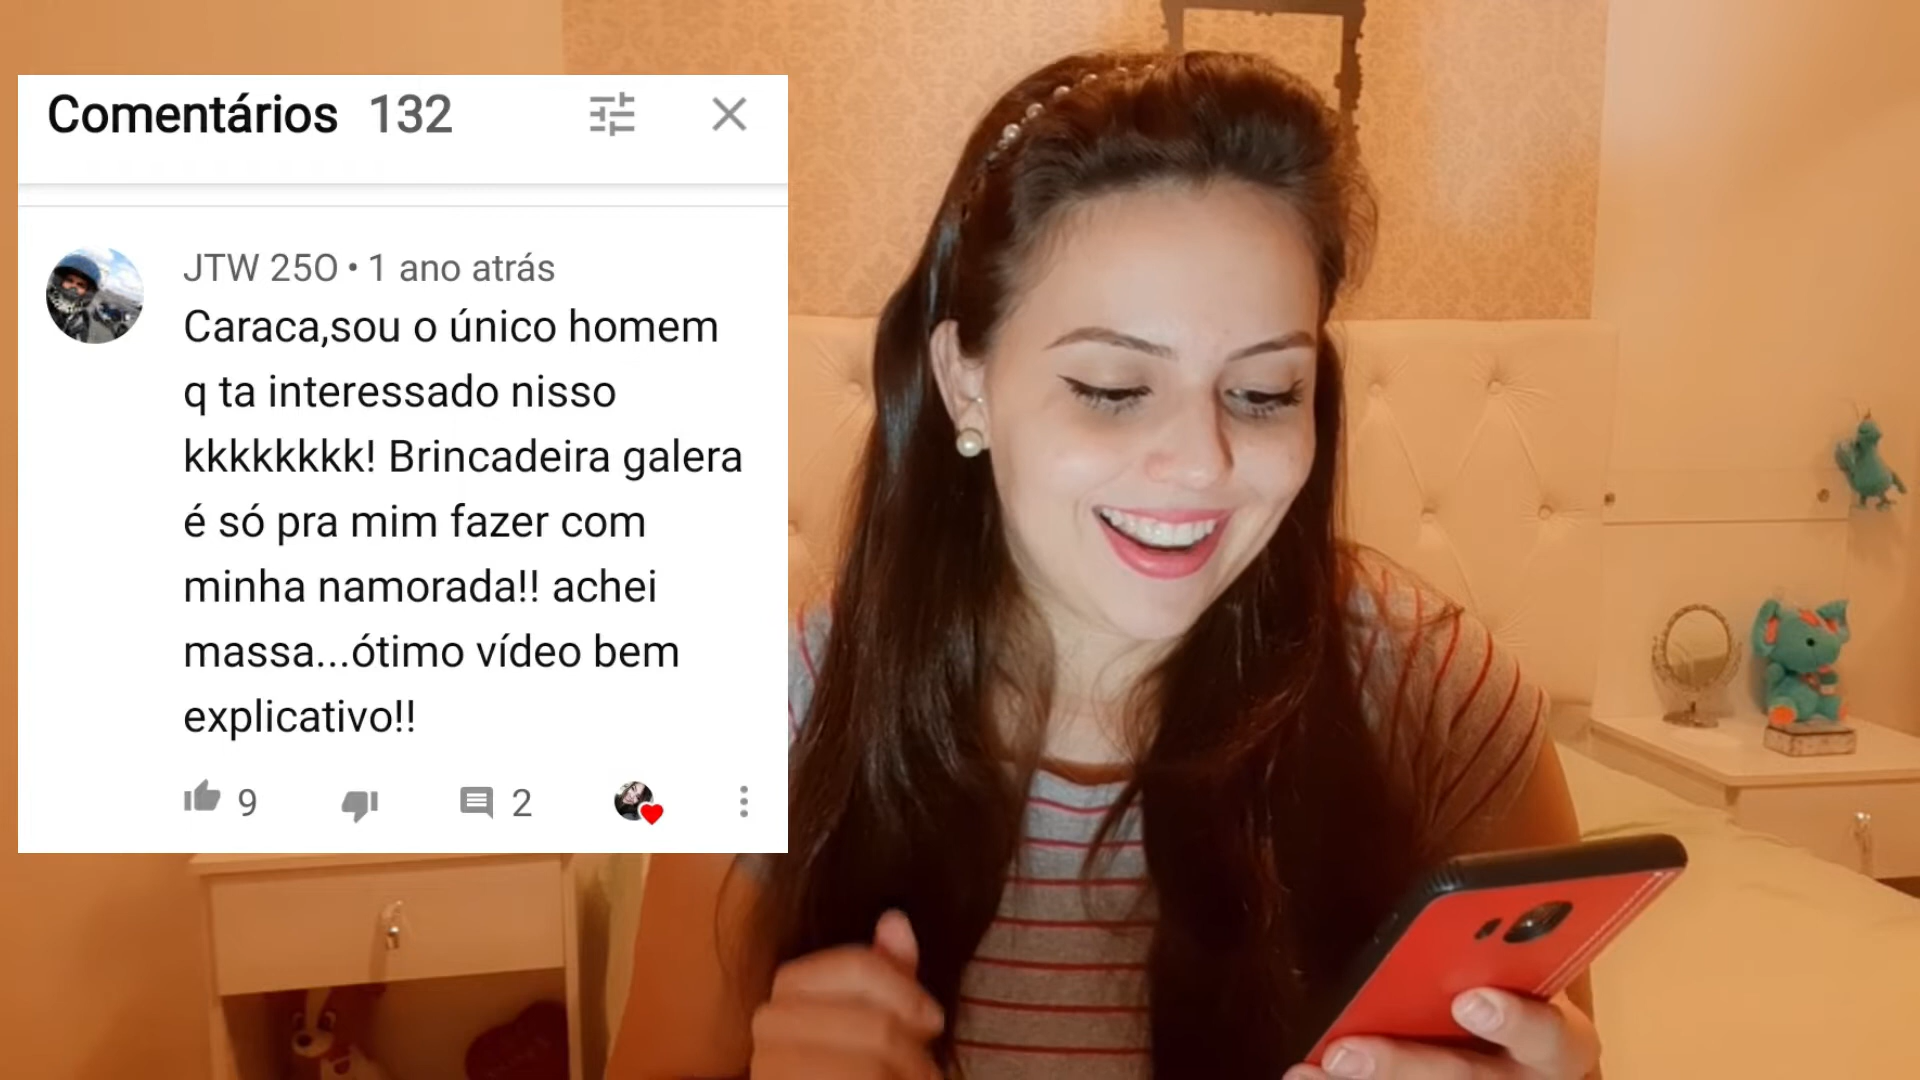 Comentários 132
JTW 250 • 1 ano atrás
Caraca,sou o único homem
q ta interessado nisso
kkkkkkkk! Brincadeira galera
é só pra mim fazer com
minha namorada!! achei
massa...ótimo vídeo bem
explicativo!!
9 2